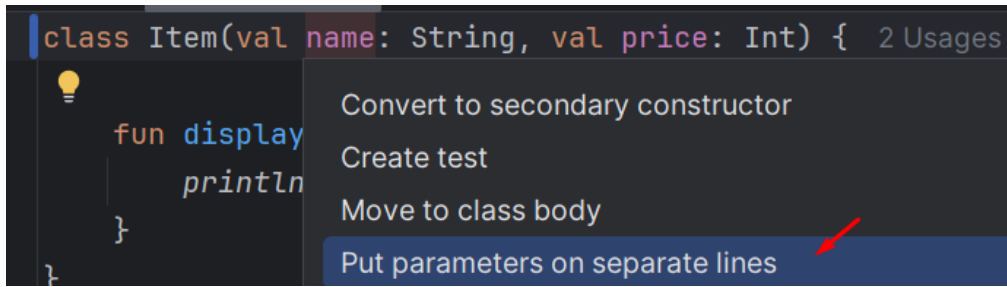 class Item(val name: String, val price: Int) { 2 Usages
Convert to secondary constructor
fun display
Create test
println
Move to class body
}
Put parameters on separate lines
}